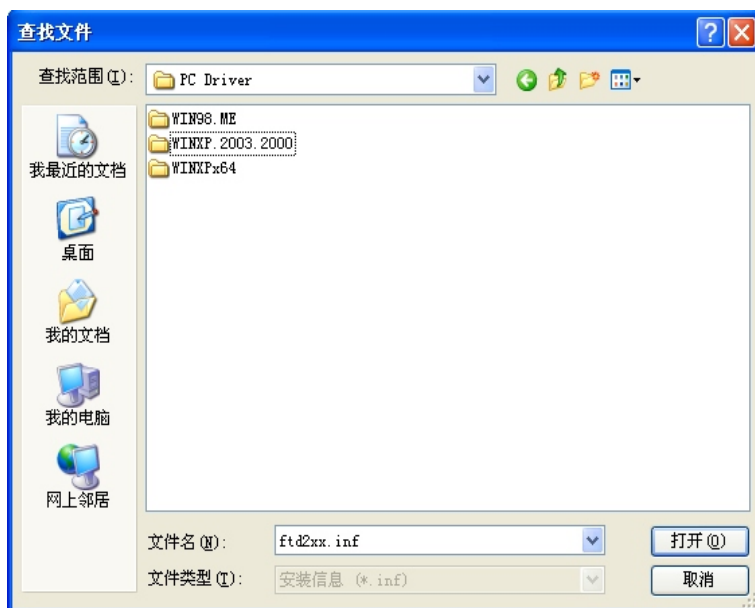 查找文件
查找范围(I): PC Driver
WIN98.ME
WINXP.2003.2000
WINXPx64
我最近的文档
桌面
我的文档
我的电脑
网上邻居
文件名(N): ftd2xx.inf 打开(O)
文件类型(T): 安装信息 (*.inf) 取消